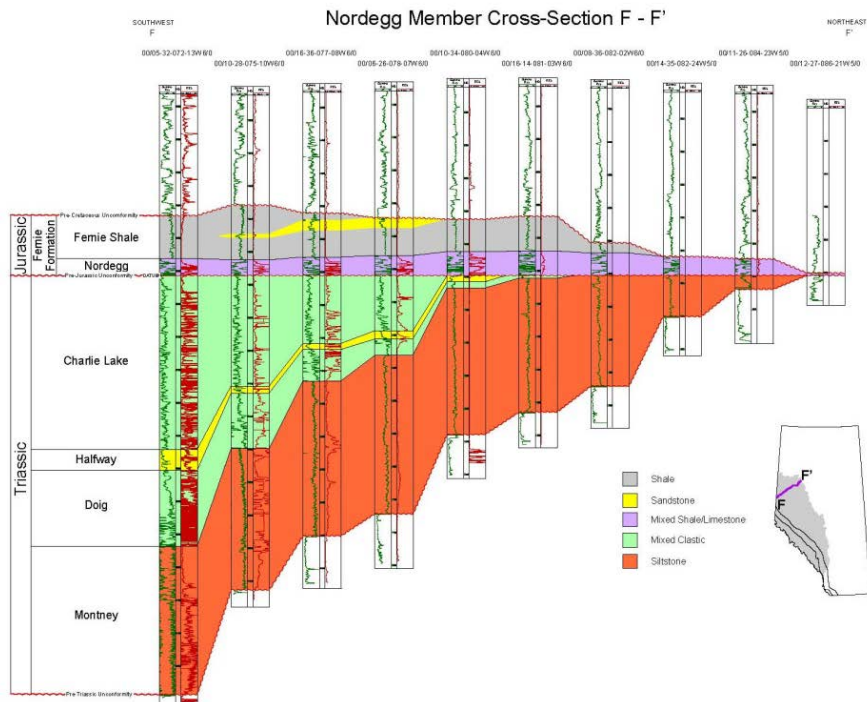 Nordegg Member Cross-Section F - F'
SOUTHWEST
F
NORTHEAST
F'
00/05-32-072-13W6/0
00/10-28-075-10W6/0
00/16-36-077-08W6/0
00/06-26-078-07W6/0
00/10-34-080-04W6/0
00/16-14-081-03W6/0
00/08-36-082-02W6/0
00/14-35-082-24W5/0
00/11-26-084-23W5/0
00/12-27-086-21W5/0
Jurassic
Fernie
Formation
Pre Cretaceous Unconformity
Fernie Shale
Nordegg
Pre Jurassic Unconformity
DATUM
Triassic
Charlie Lake
Halfway
Doig
Montney
Pre Triassic Unconformity
Shale
Sandstone
Mixed Shale/Limestone
Mixed Clastic
Siltstone
F'
F